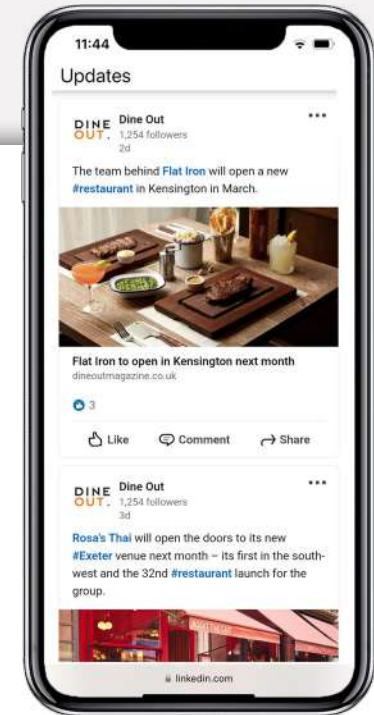 11:44
Updates
DINE
OUT.
Dine Out
1,254 followers
2d
The team behind Flat Iron will open a new
#restaurant in Kensington in March.
Flat Iron to open in Kensington next month
dineoutmagazine.co.uk
3
Like Comment Share
DINE
OUT.
Dine Out
1,254 followers
3d
Rosa's Thai will open the doors to its new
#Exeter venue next month – its first in the south-
west and the 32nd #restaurant launch for the
group.
linkedin.com